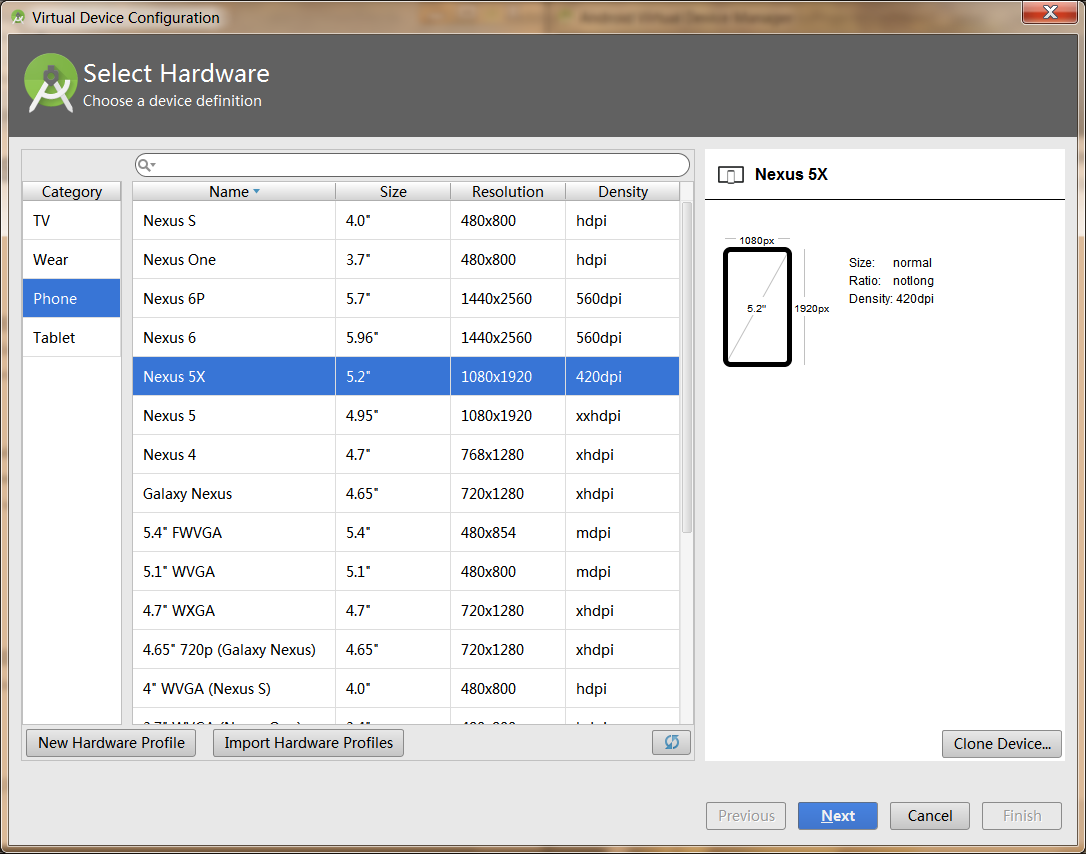 Virtual Device Configuration
Select Hardware
Choose a device definition
Category
TV
Wear
Phone
Tablet
Name Size Resolution Density
Nexus S 4.0" 480x800 hdpi
Nexus One 3.7" 480x800 hdpi
Nexus 6P 5.7" 1440x2560 560dpi
Nexus 6 5.96" 1440x2560 560dpi
Nexus 5X 5.2" 1080x1920 420dpi
Nexus 5 4.95" 1080x1920 xxhdpi
Nexus 4 4.7" 768x1280 xhdpi
Galaxy Nexus 4.65" 720x1280 xhdpi
5.4" FWVGA 5.4" 480x854 mdpi
5.1" WVGA 5.1" 480x800 mdpi
4.7" WXGA 4.7" 720x1280 xhdpi
4.65" 720p (Galaxy Nexus) 4.65" 720x1280 xhdpi
4" WVGA (Nexus S) 4.0" 480x800 hdpi
New Hardware Profile
Import Hardware Profiles
Nexus 5X
1080px
5.2"
1920px
Size: normal
Ratio: notlong
Density: 420dpi
Clone Device...
Previous
Next
Cancel
Finish